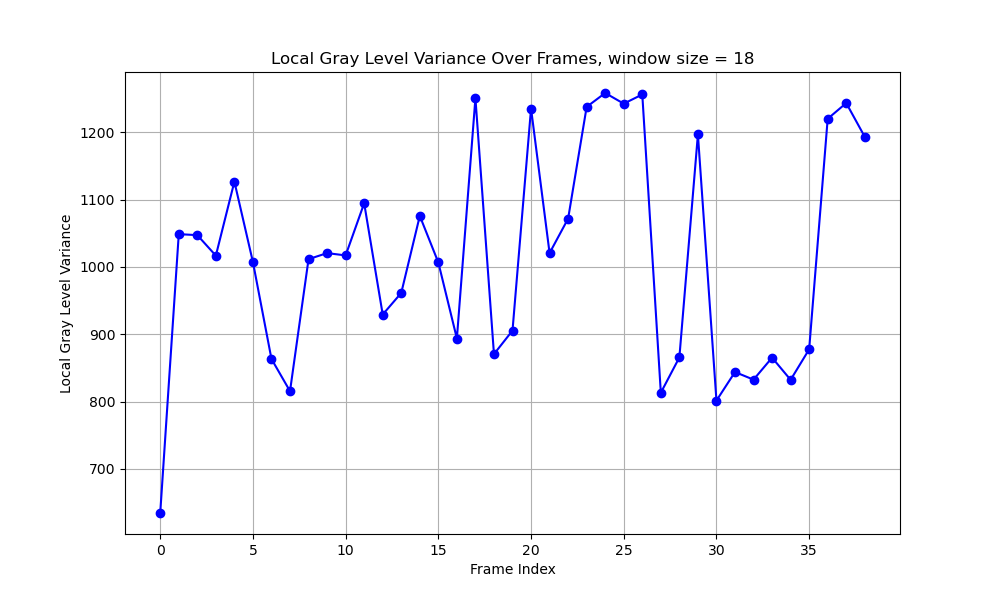 Local Gray Level Variance Over Frames, window size = 18
Local Gray Level Variance
1200
1100
1000
900
800
700
0 5 10 15 20 25 30 35
Frame Index